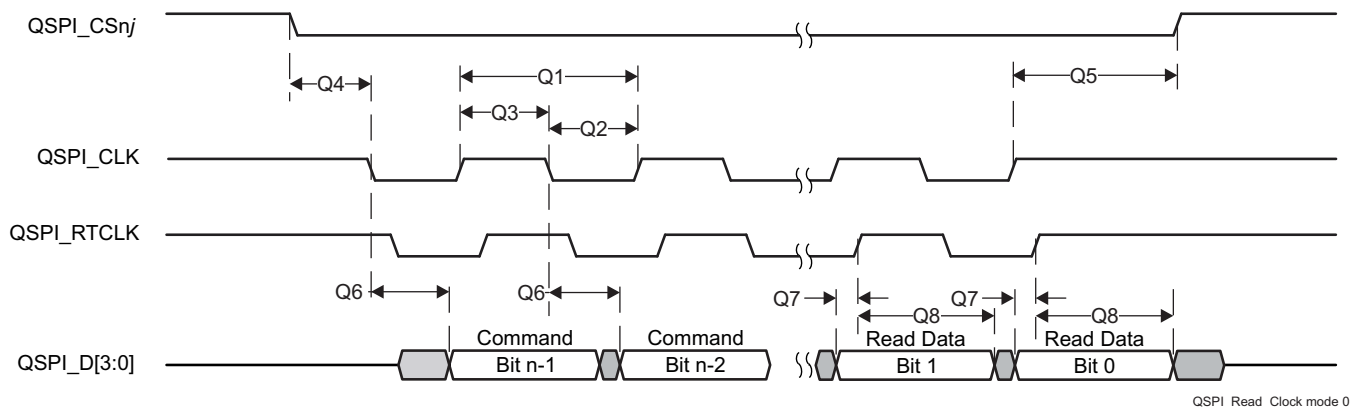 QSPI_CSnj
Q4
Q1
Q5
Q3
Q2
QSPI_CLK
QSPI_RTCLK
Q6
Q6
Q7
Q7
Q8
Q8
Command
Command
Read Data
Read Data
QSPI_D[3:0]
Bit n-1
Bit n-2
Bit 1
Bit 0
QSPI_Read_Clock mode 0